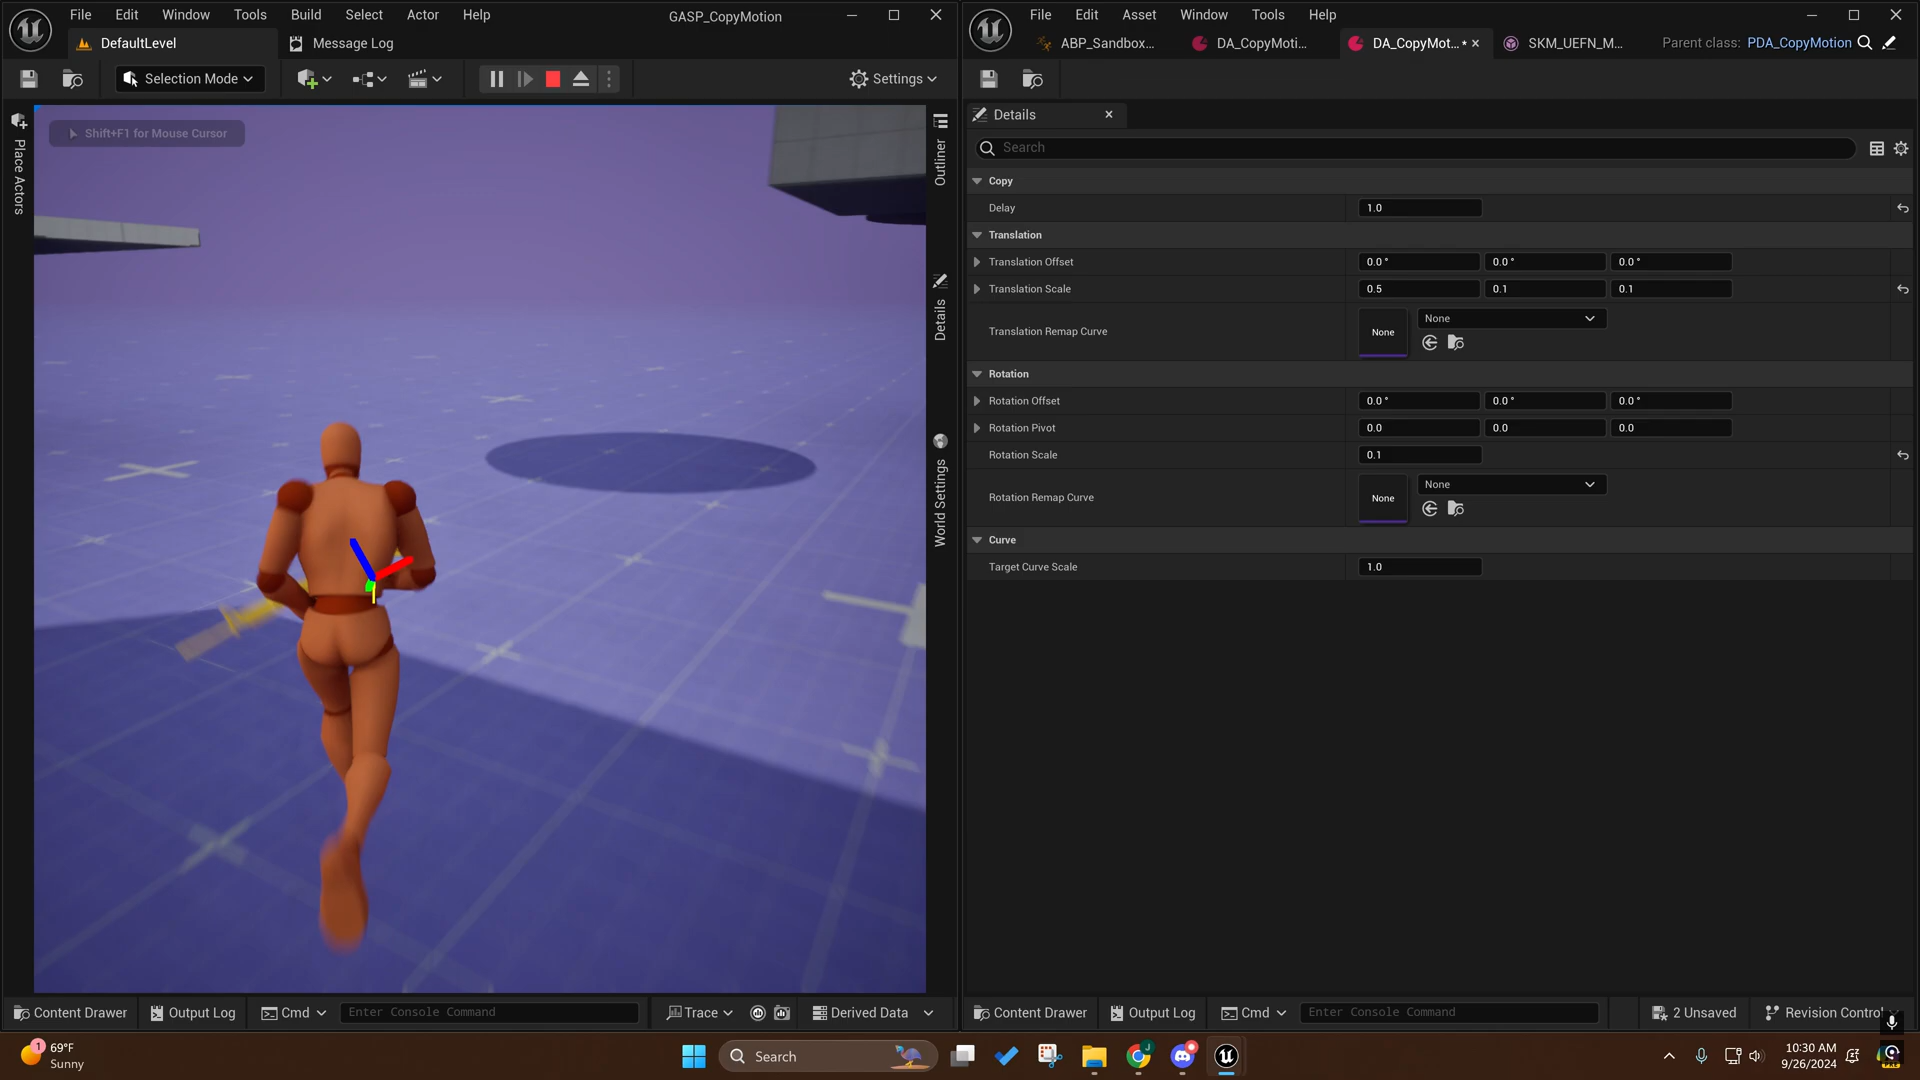 File Edit Window Tools Build Select Actor Help
GASP_CopyMotion
DefaultLevel
Message Log
Selection Mode
Settings
Shift+F1 for Mouse Cursor
Place Actors
Outliner
Details
World Settings
Content Drawer
Output Log
Cmd
Enter Console Command
Trace
Derived Data
File Edit Asset Window Tools Help
ABP_Sandbox...
DA_CopyMoti...
DA_CopyMot... •
SKM_UEFN_M...
Parent class: PDA_CopyMotion
Details
Search
Copy
Delay 1.0
Translation
Translation Offset 0.0 ° 0.0 ° 0.0 °
Translation Scale 0.5 0.1 0.1
Translation Remap Curve None None
Rotation
Rotation Offset 0.0 ° 0.0 ° 0.0 °
Rotation Pivot 0.0 0.0 0.0
Rotation Scale 0.1
Rotation Remap Curve None None
Curve
Target Curve Scale 1.0
Content Drawer
Output Log
Cmd
Enter Console Command
2 Unsaved
Revision Control
1
69°F
Sunny
Search
J
10:30 AM
9/26/2024
PRE